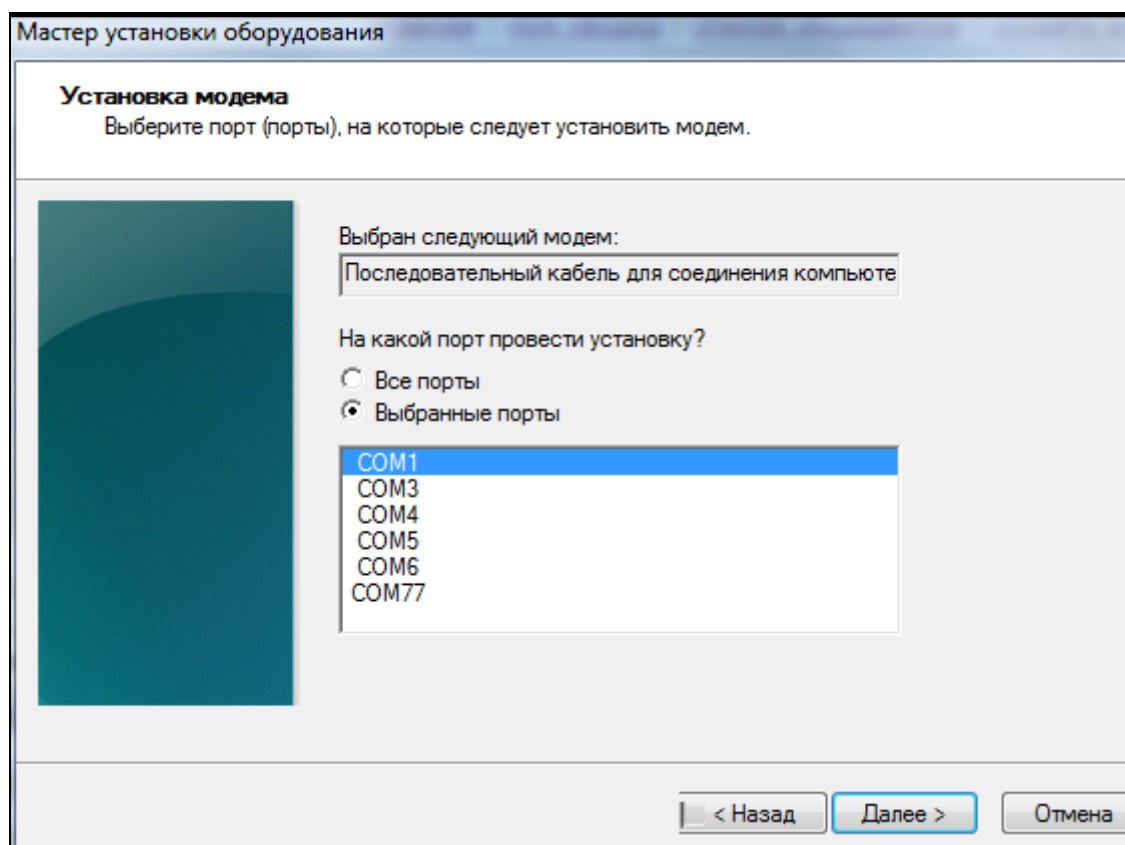 Мастер установки оборудования
Установка модема
Выберите порт (порты), на которые следует установить модем.
Выбран следующий модем:
Последовательный кабель для соединения компьюте
На какой порт провести установку?
Все порты
Выбранные порты
COM1
COM3
COM4
COM5
COM6
COM77
< Назад
Далее >
Отмена